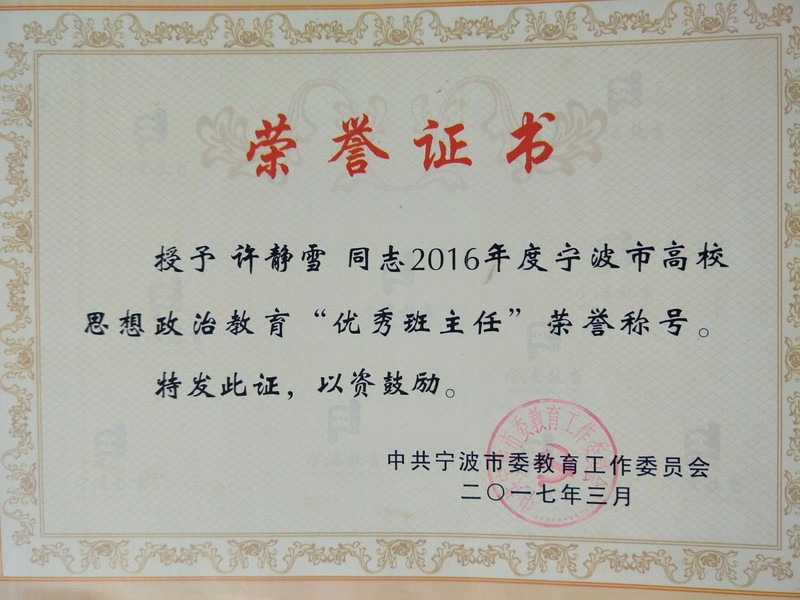 荣誉证书
授予 许静雪 同志2016年度宁波市高校
思想政治教育“优秀班主任”荣誉称号。
特发此证，以资鼓励。
中共宁波市委教育工作委员会
二〇一七年三月